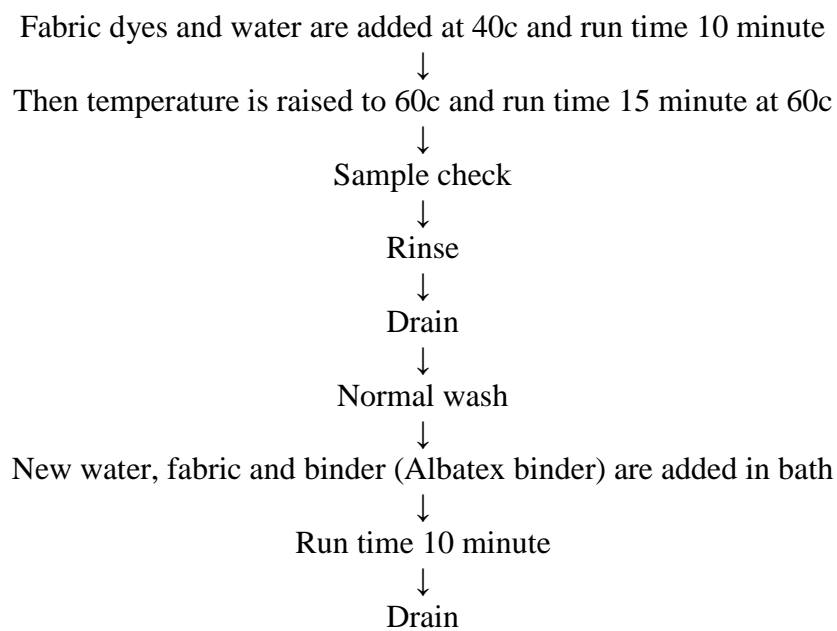 Fabric dyes and water are added at 40c and run time 10 minute
↓
Then temperature is raised to 60c and run time 15 minute at 60c
↓
Sample check
↓
Rinse
↓
Drain
↓
Normal wash
↓
New water, fabric and binder (Albatex binder) are added in bath
↓
Run time 10 minute
↓
Drain